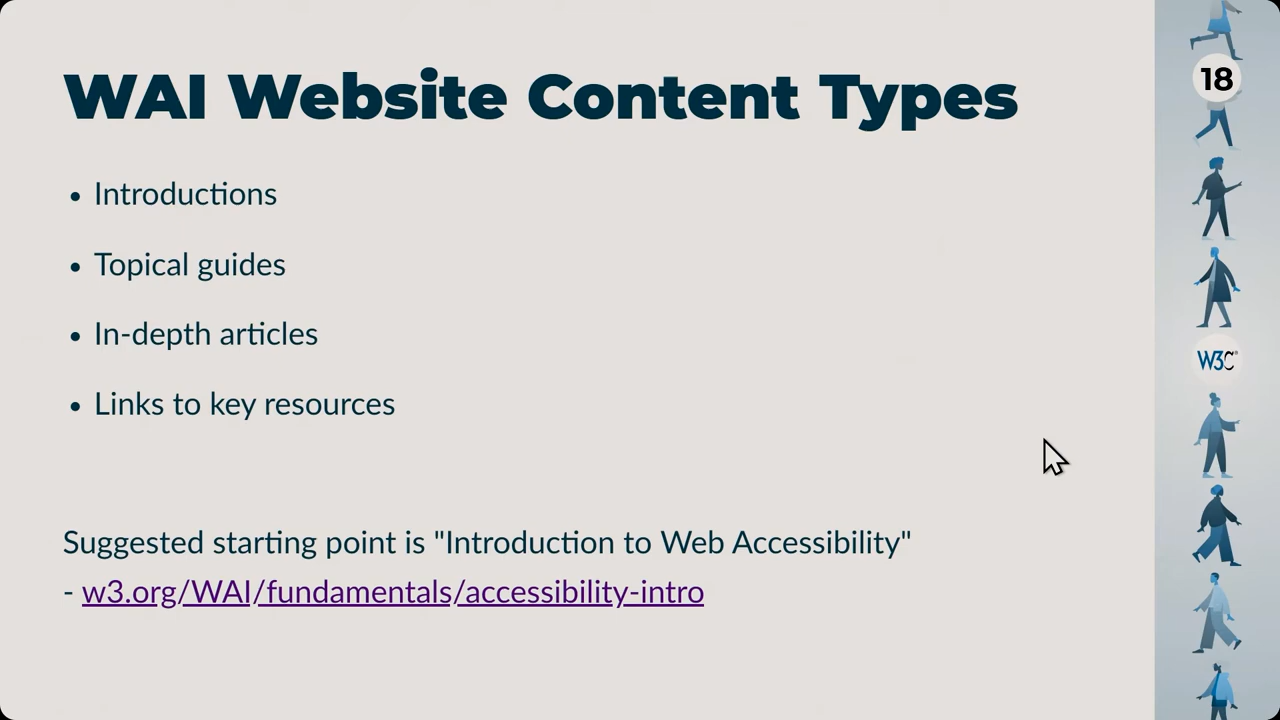 WAI Website Content Types
18
• Introductions
• Topical guides
• In-depth articles
• Links to key resources
W3C®
Suggested starting point is "Introduction to Web Accessibility"
- w3.org/WAI/fundamentals/accessibility-intro